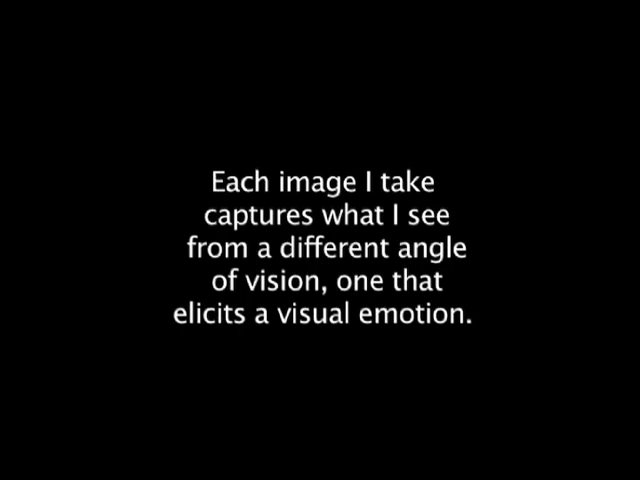 Each image I take
captures what I see
from a different angle
of vision, one that
elicits a visual emotion.